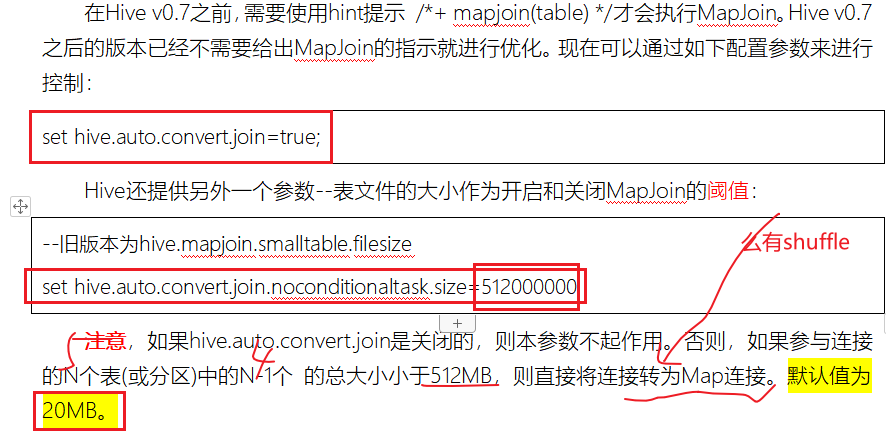 在Hive v0.7之前，需要使用hint提示 /*+ mapjoin(table) */才会执行MapJoin。Hive v0.7
之后的版本已经不需要给出MapJoin的指示就进行优化。现在可以通过如下配置参数来进行
控制：
set hive.auto.convert.join=true;
Hive还提供另外一个参数--表文件的大小作为开启和关闭MapJoin的阈值：
--旧版本为hive.mapjoin.smalltable.filesize
么有shuffle
set hive.auto.convert.join.noconditionaltask.size=512000000
注意，如果hive.auto.convert.join是关闭的，则本参数不起作用。否则，如果参与连接
4
的N个表(或分区)中的N-1个 的总大小小于512MB，则直接将连接转为Map连接。默认值为
20MB。